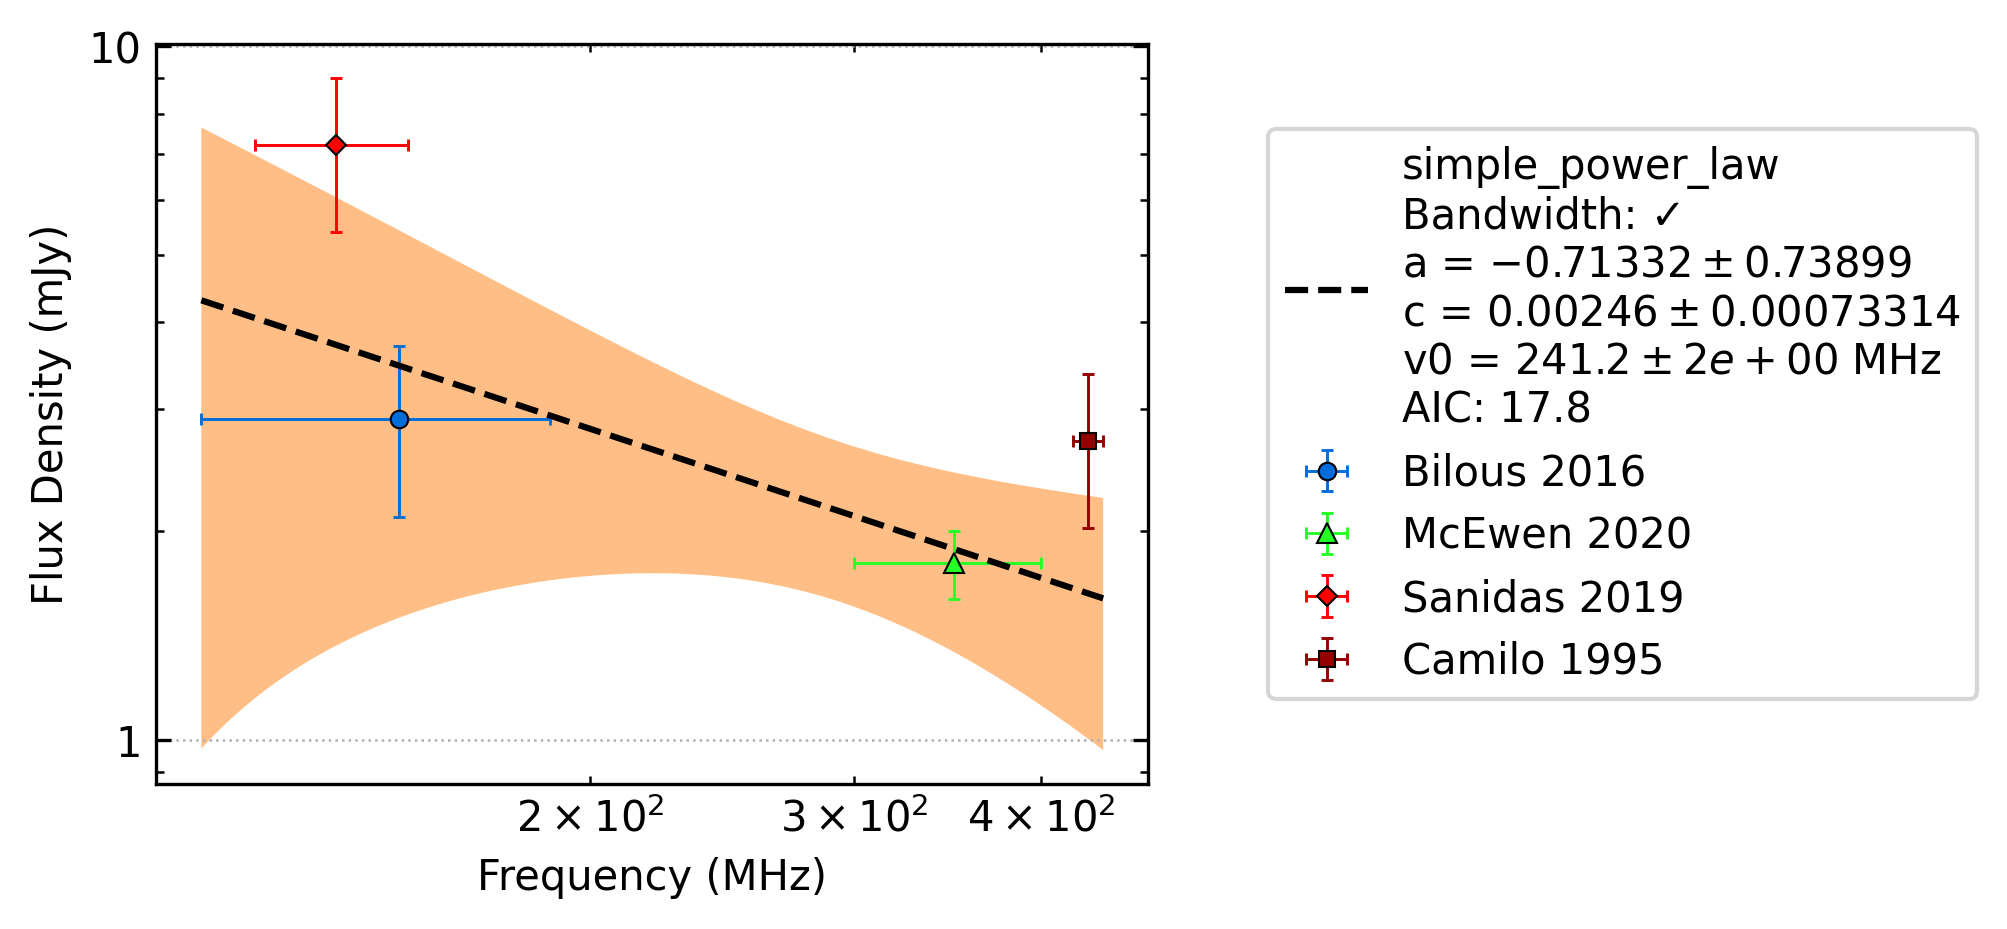 10
1
Flux Density (mJy)
2 × 10²
3 × 10²
4 × 10²
Frequency (MHz)
simple_power_law
Bandwidth: ✓
a = −0.71332 ± 0.73899
c = 0.00246 ± 0.00073314
v0 = 241.2 ± 2e + 00 MHz
AIC: 17.8
Bilous 2016
McEwen 2020
Sanidas 2019
Camilo 1995